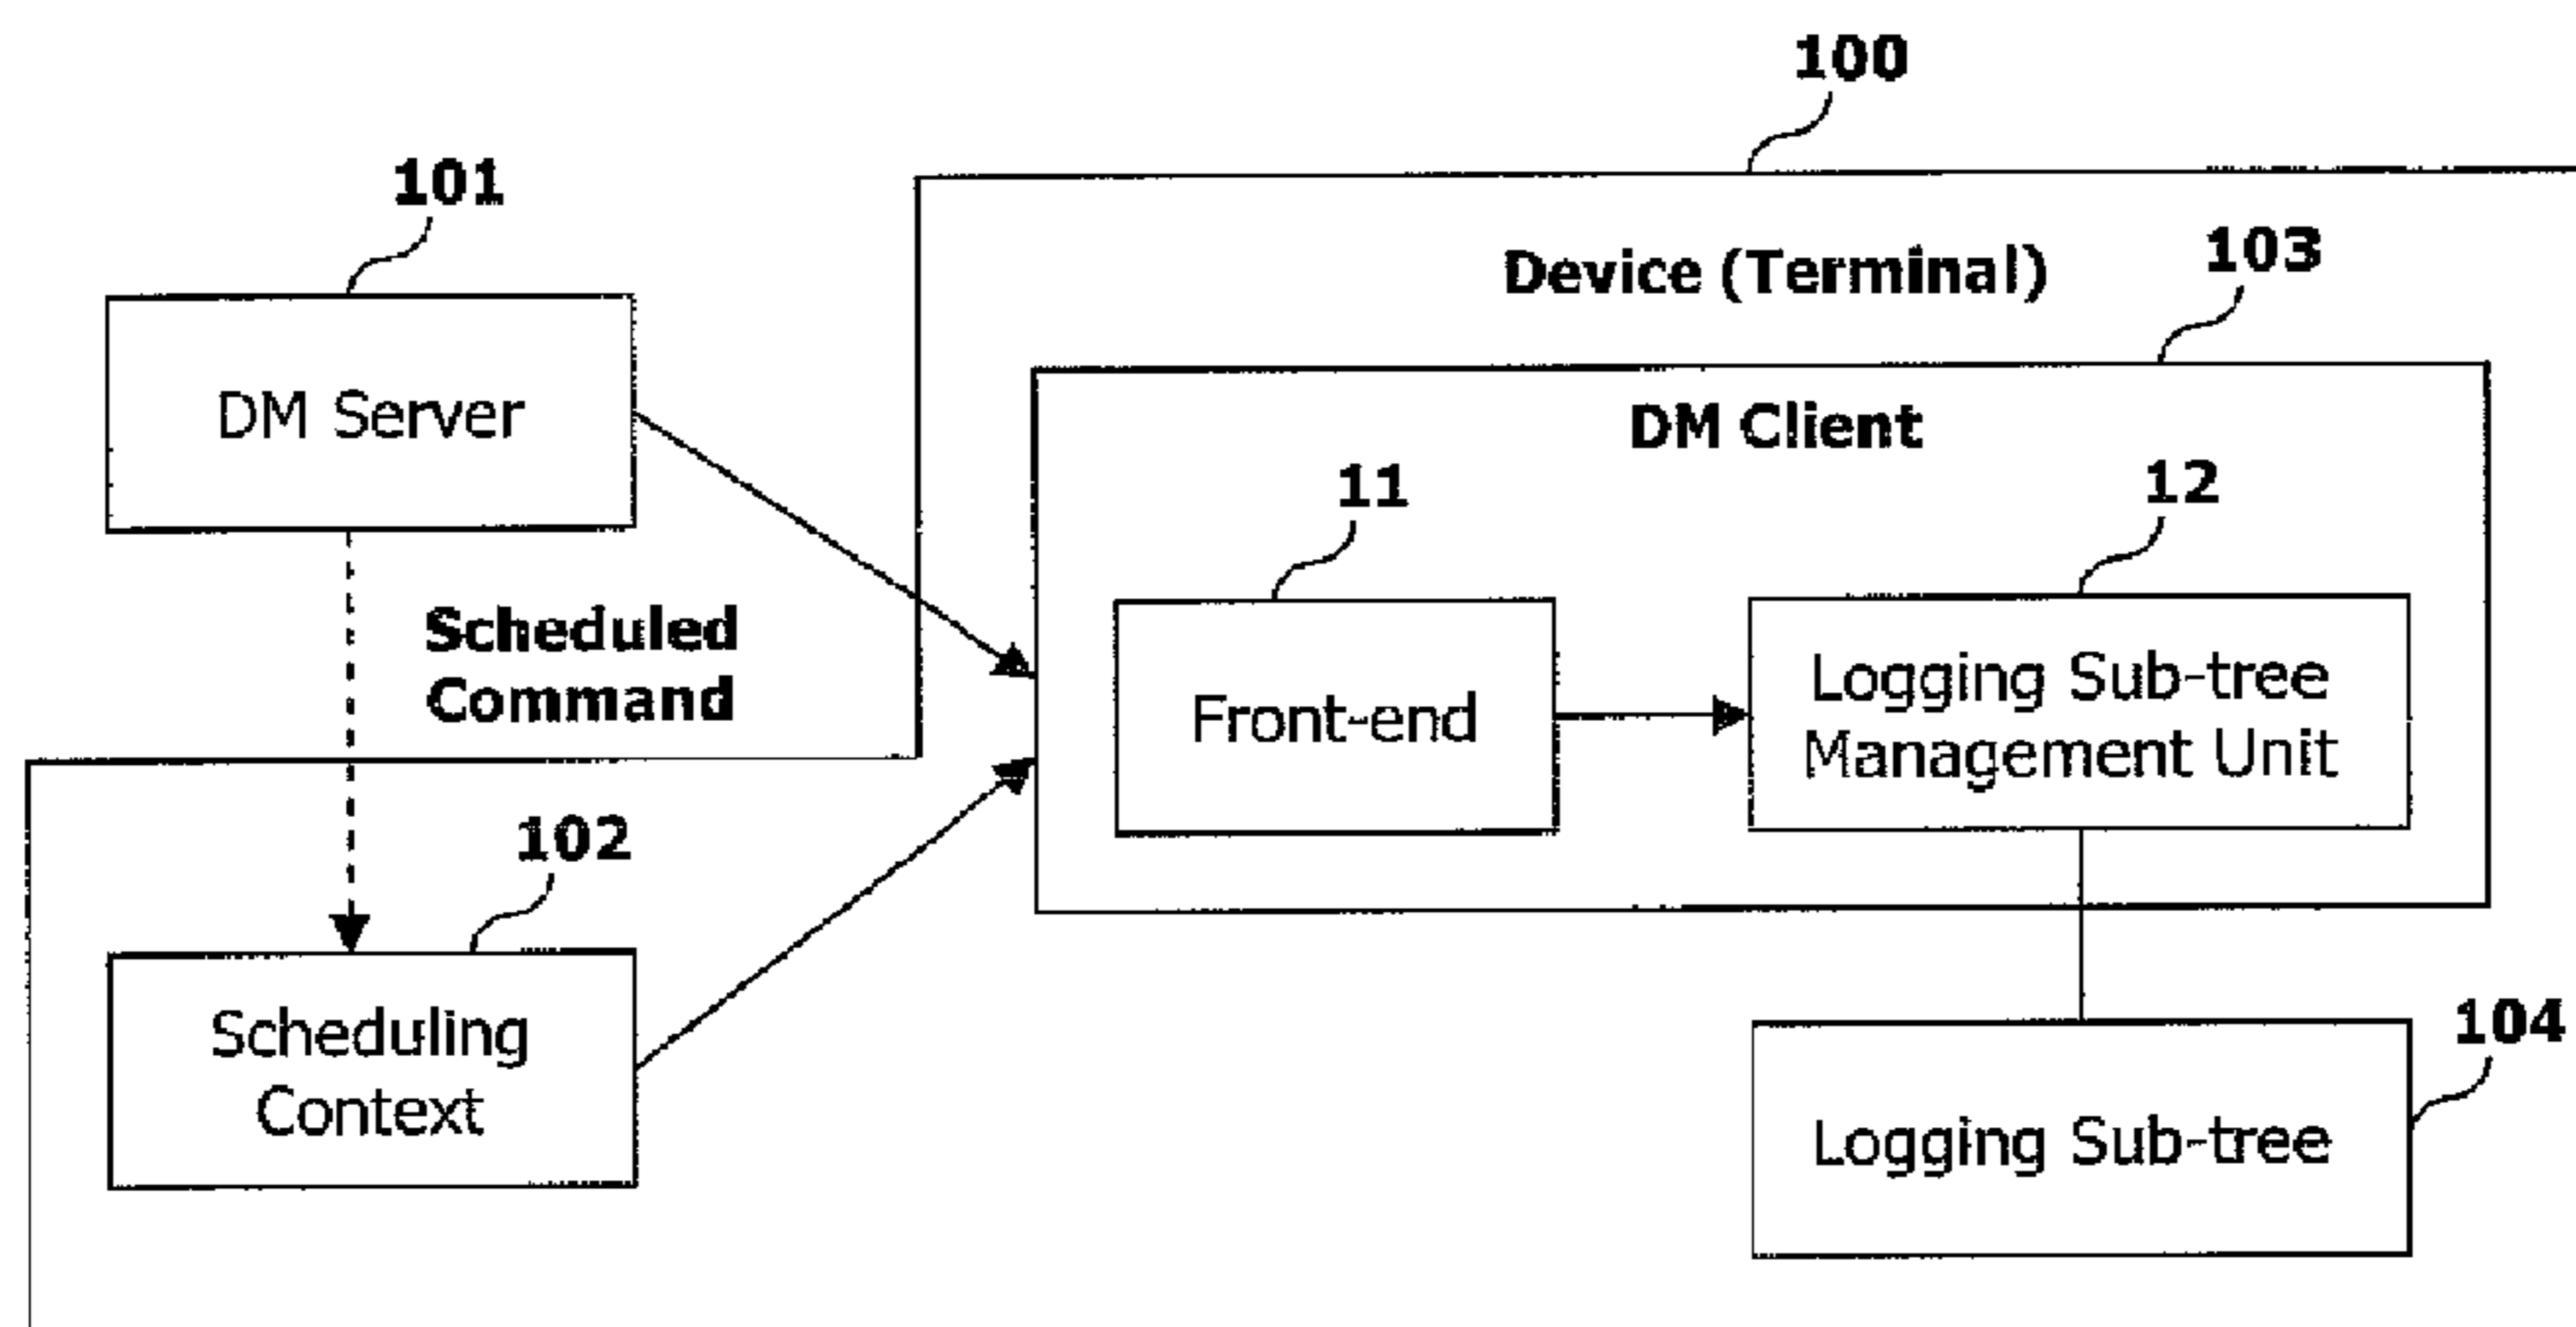 100
101
Device (Terminal)
103
DM Server
DM Client
11
12
Scheduled
Command
Front-end
Logging Sub-tree
Management Unit
102
Scheduling
Context
104
Logging Sub-tree